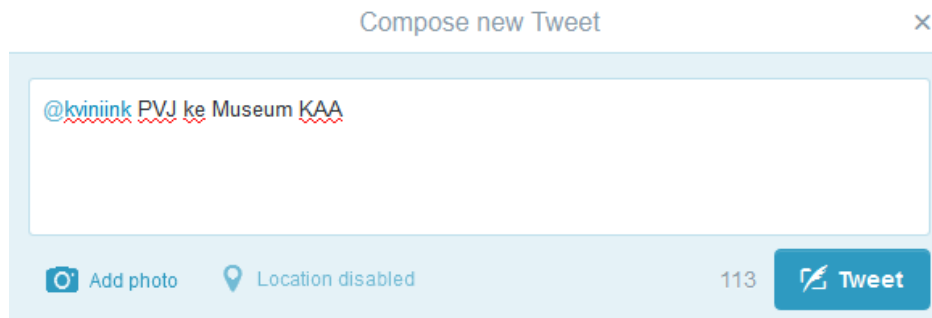 Compose new Tweet ×
@kviniink PVJ ke Museum KAA
Add photo Location disabled 113 Tweet